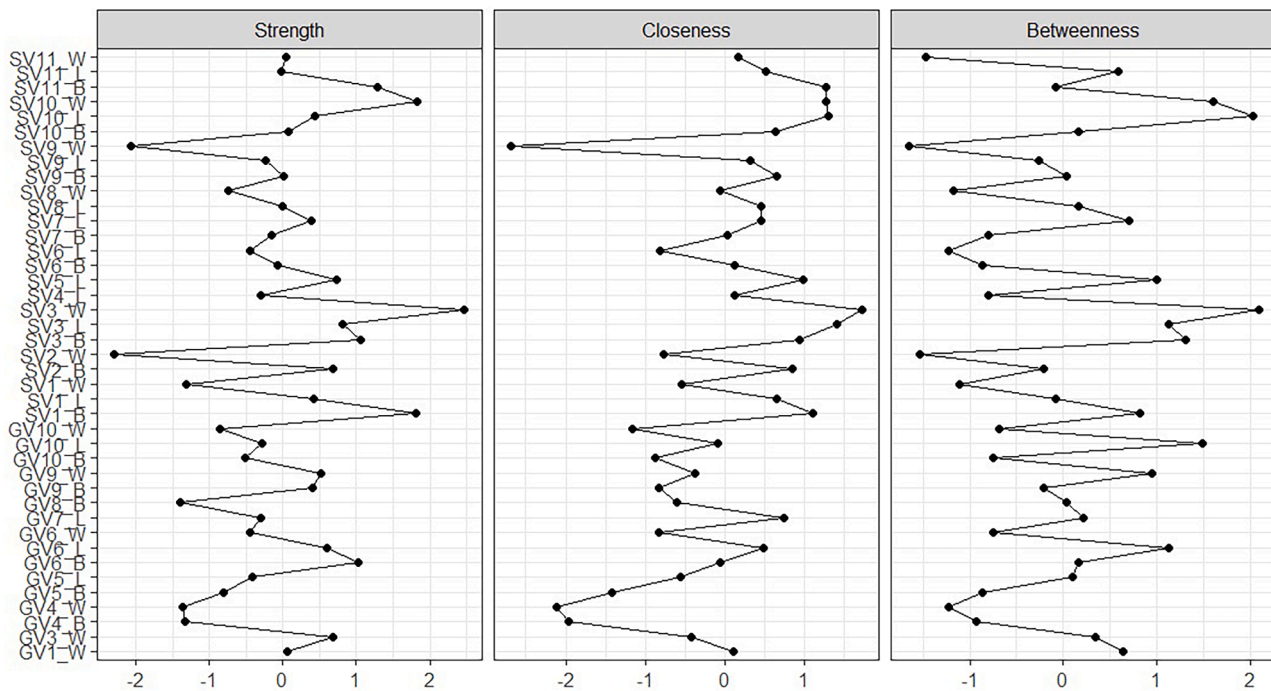 Strength Closeness Betweenness
SV11_W
SV11_L
SV11_B
SV10_W
SV10_L
SV10_B
SV9_W
SV9_L
SV9_B
SV8_W
SV8_L
SV7_L
SV7_B
SV6_L
SV6_B
SV5_L
SV4_L
SV3_W
SV3_L
SV3_B
SV2_W
SV2_B
SV1_W
SV1_L
SV1_B
GV10_W
GV10_L
GV10_B
GV9_W
GV9_B
GV8_B
GV7_L
GV6_W
GV6_L
GV6_B
GV5_L
GV5_B
GV4_W
GV4_B
GV3_W
GV1_W
-2 -1 0 1 2 -2 -1 0 1 -1 0 1 2